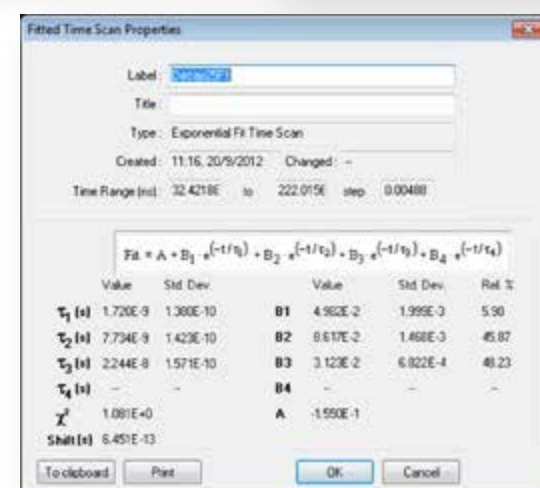 Fitted Time Scan Properties
Label:
Title:
Type: Exponential Fit Time Scan
Created: 11:16, 20/9/2012 Changed: -
Time Range (ns): 32.4218E to 222.015E step 0.00488
Fit = A + B1 · e(-t/τ1) + B2 · e(-t/τ2) + B3 · e(-t/τ3) + B4 · e(-t/τ4)
Value Std. Dev. Value Std. Dev. Rel. %
τ1 (s) 1.720E-9 1.380E-10 B1 4.962E-2 1.999E-3 5.90
τ2 (s) 7.734E-9 1.423E-10 B2 8.617E-2 1.468E-3 45.87
τ3 (s) 2.244E-8 1.571E-10 B3 3.123E-2 6.822E-4 48.23
τ4 (s) - - B4 - - -
χ² 1.081E+0 A -1.550E-1
Shift (s) 6.451E-13
To clipboard Print OK Cancel